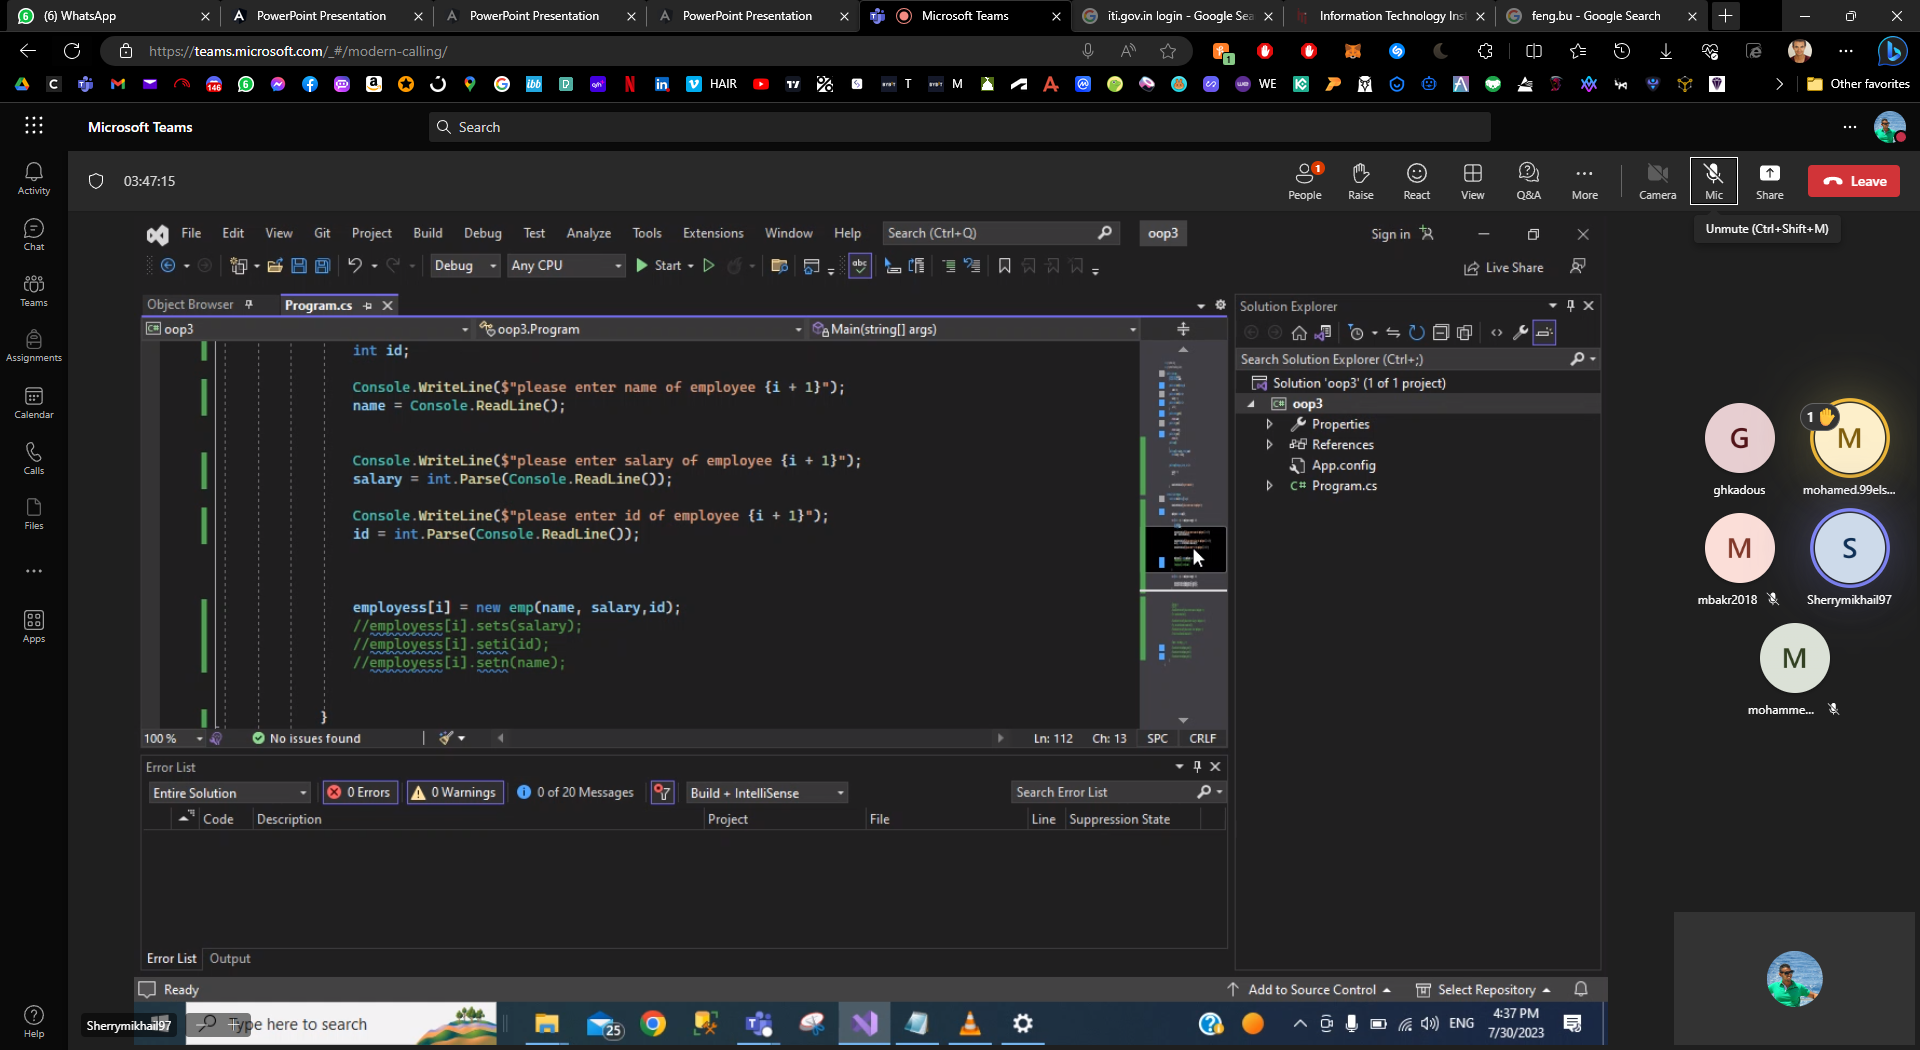 (6) WhatsApp
PowerPoint Presentation
PowerPoint Presentation
PowerPoint Presentation
Microsoft Teams
iti.gov.in login - Google Sea
Information Technology Inst
feng.bu - Google Search
https://teams.microsoft.com/_#/modern-calling/
1
146
HAIR
T
M
WE
Other favorites
Microsoft Teams
Search
Activity
Chat
Teams
Assignments
Calendar
Calls
Files
Apps
Help
03:47:15
1
People
Raise
React
View
Q&A
More
Camera
Mic
Share
Leave
Unmute (Ctrl+Shift+M)
File Edit View Git Project Build Debug Test Analyze Tools Extensions Window Help
Search (Ctrl+Q)
oop3
Sign in
Debug
Any CPU
Start
Live Share
Object Browser
Program.cs
oop3
oop3.Program
Main(string[] args)
int id;
Console.WriteLine($"please enter name of employee {i + 1}");
name = Console.ReadLine();
Console.WriteLine($"please enter salary of employee {i + 1}");
salary = int.Parse(Console.ReadLine());
Console.WriteLine($"please enter id of employee {i + 1}");
id = int.Parse(Console.ReadLine());
employess[i] = new emp(name, salary,id);
//employess[i].sets(salary);
//employess[i].seti(id);
//employess[i].setn(name);
}
100 %
No issues found
Ln: 112
Ch: 13
SPC
CRLF
Solution Explorer
Search Solution Explorer (Ctrl+;)
Solution 'oop3' (1 of 1 project)
oop3
Properties
References
App.config
Program.cs
Error List
Entire Solution
0 Errors
0 Warnings
0 of 20 Messages
Build + IntelliSense
Search Error List
Code
Description
Project
File
Line
Suppression State
Error List
Output
Ready
Add to Source Control
Select Repository
G
ghkadous
1
M
mohamed.99els...
M
mbakr2018
S
Sherrymikhail97
M
mohamme...
Sherrymikhail97
Type here to search
25
ENG
4:37 PM
7/30/2023